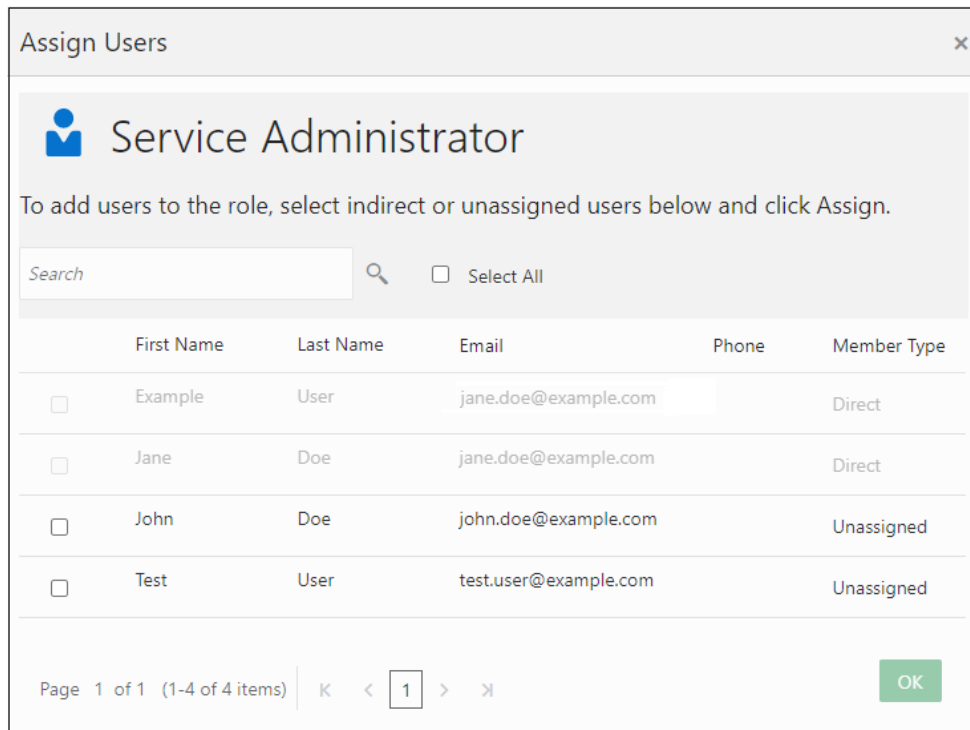 Assign Users ×
Service Administrator
To add users to the role, select indirect or unassigned users below and click Assign.
Search Select All
First Name Last Name Email Phone Member Type
Example User jane.doe@example.com Direct
Jane Doe jane.doe@example.com Direct
John Doe john.doe@example.com Unassigned
Test User test.user@example.com Unassigned
Page 1 of 1 (1-4 of 4 items) 1 OK